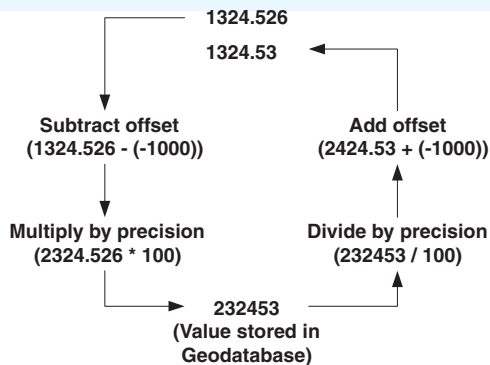 1324.526
1324.53
Subtract offset
(1324.526 - (-1000))
Add offset
(2424.53 + (-1000))
Multiply by precision
(2324.526 * 100)
Divide by precision
(232453 / 100)
232453
(Value stored in
Geodatabase)